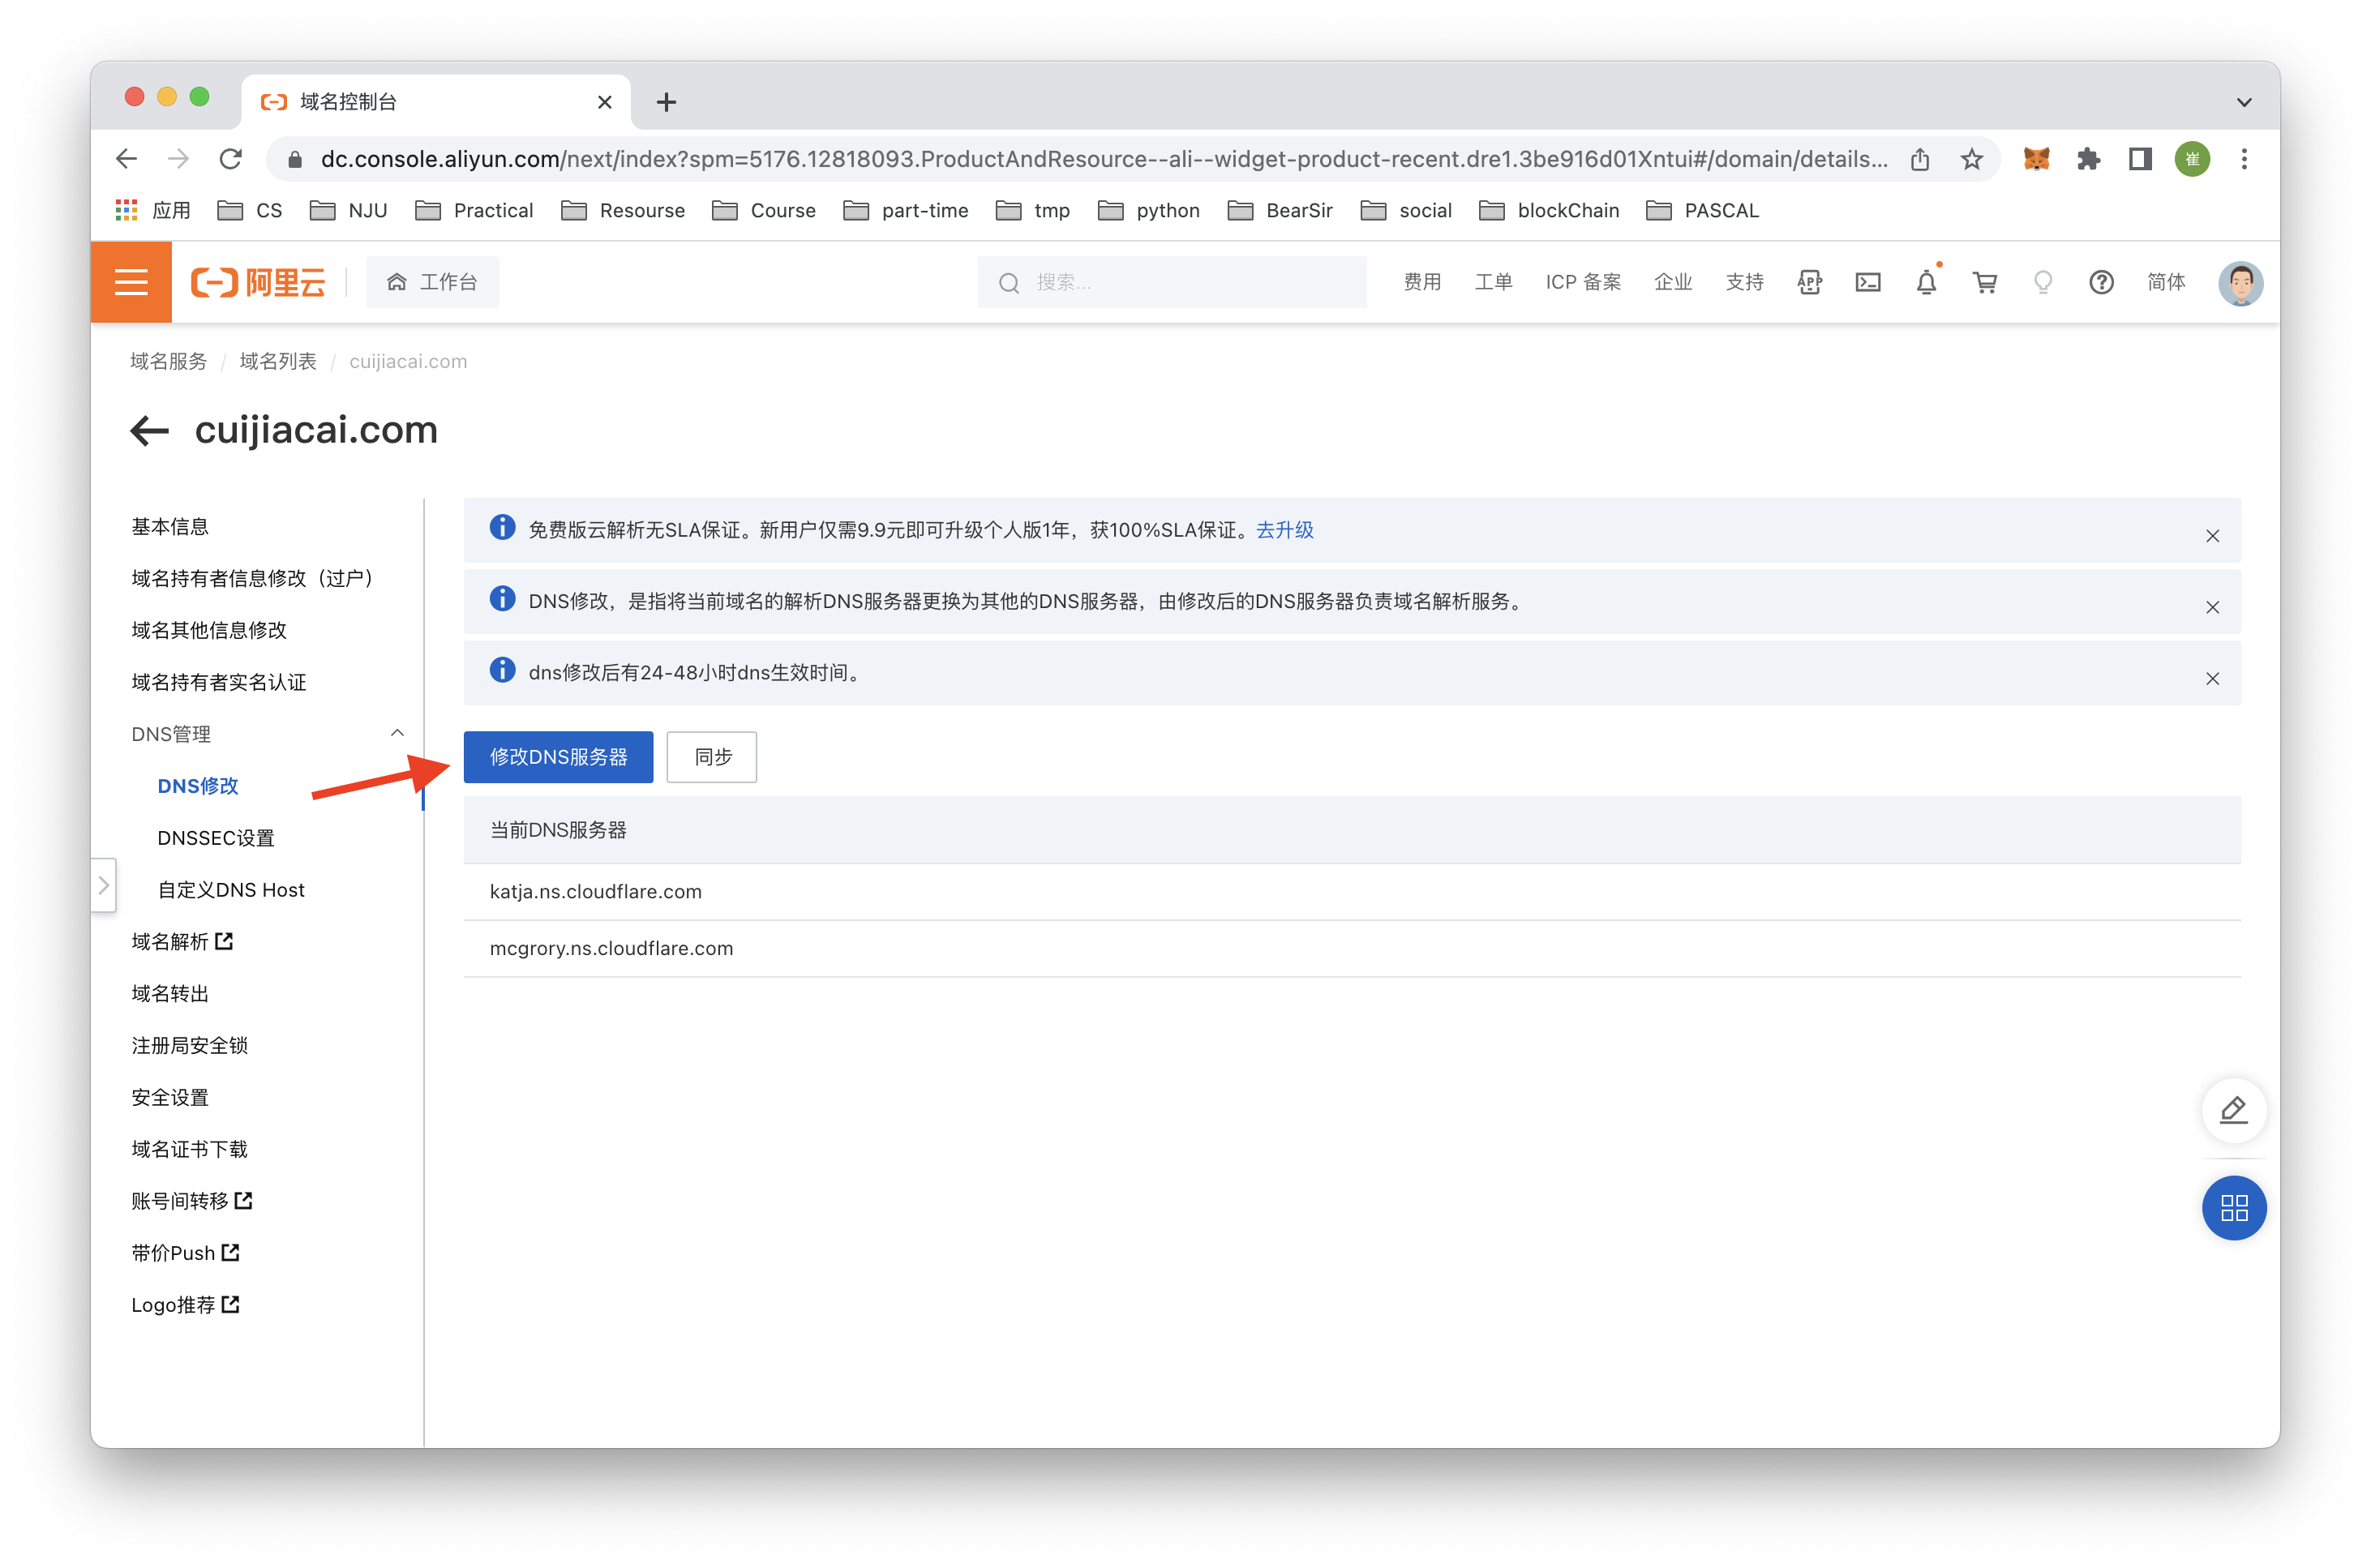 域名控制台
dc.console.aliyun.com/next/index?spm=5176.12818093.ProductAndResource--ali--widget-product-recent.dre1.3be916d01Xntui#/domain/details...
崔
应用 CS NJU Practical Resourse Course part-time tmp python BearSir social blockChain PASCAL
阿里云 工作台 搜索... 费用 工单 ICP 备案 企业 支持 APP 简体
域名服务 / 域名列表 / cuijiacai.com
cuijiacai.com
基本信息
域名持有者信息修改（过户）
域名其他信息修改
域名持有者实名认证
DNS管理
DNS修改
DNSSEC设置
自定义DNS Host
域名解析
域名转出
注册局安全锁
安全设置
域名证书下载
账号间转移
带价Push
Logo推荐
免费版云解析无SLA保证。新用户仅需9.9元即可升级个人版1年，获100%SLA保证。去升级
DNS修改，是指将当前域名的解析DNS服务器更换为其他的DNS服务器，由修改后的DNS服务器负责域名解析服务。
dns修改后有24-48小时dns生效时间。
修改DNS服务器 同步
当前DNS服务器
katja.ns.cloudflare.com
mcgrory.ns.cloudflare.com